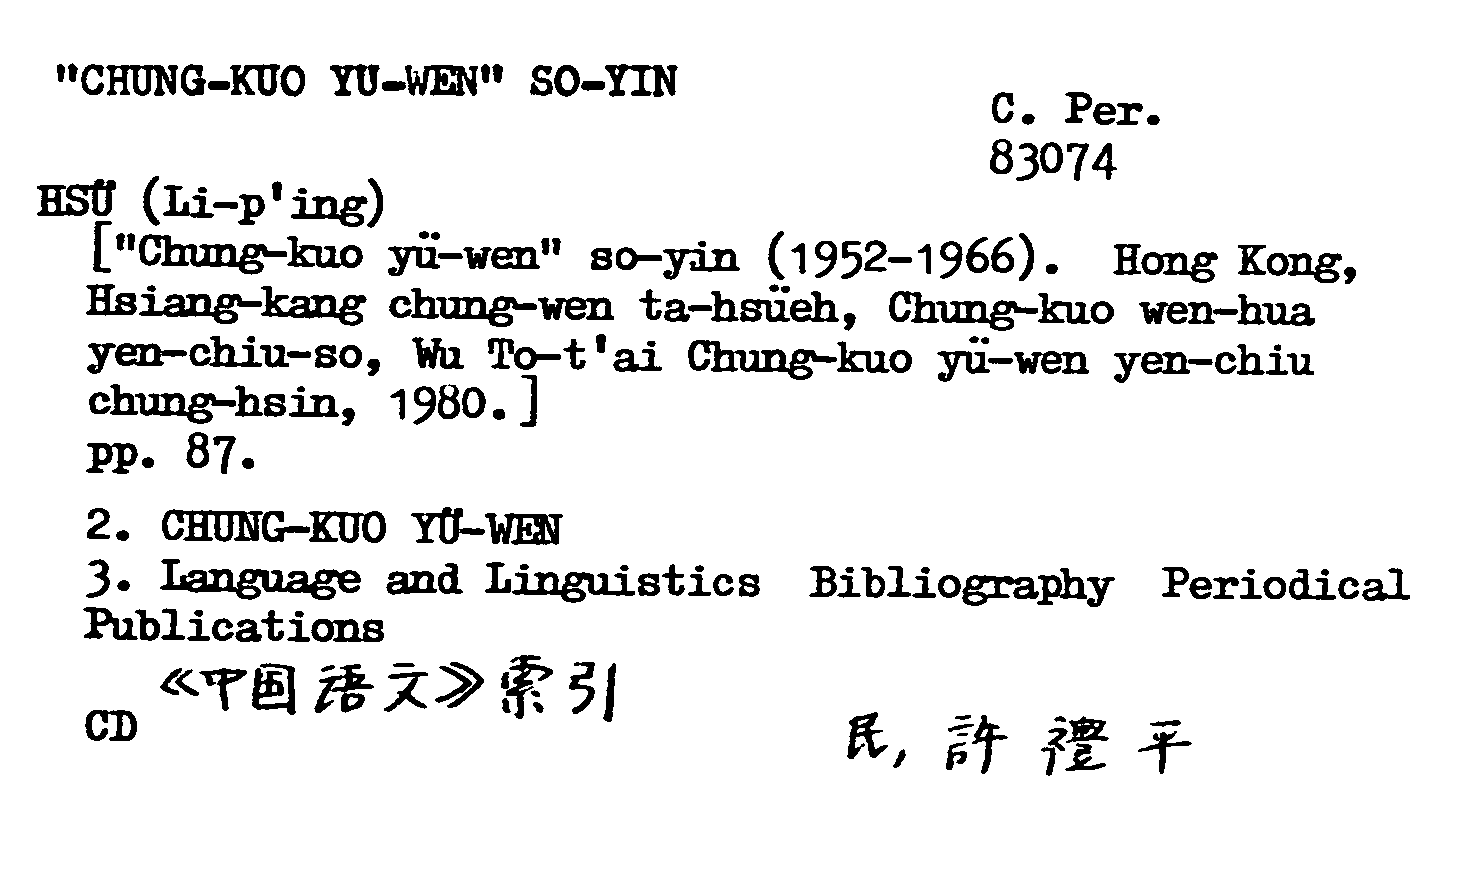 "CHUNG-KUO YU-WEN" SO-YIN
C. Per.
83074
HSÜ (Li-p'ing)
["Chung-kuo yü-wen" so-yin (1952-1966). Hong Kong,
Hsiang-kang chung-wen ta-hsüeh, Chung-kuo wen-hua
yen-chiu-so, Wu To-t'ai Chung-kuo yü-wen yen-chiu
chung-hsin, 1980.]
pp. 87.
2. CHUNG-KUO YÜ-WEN
3. Language and Linguistics Bibliography Periodical
Publications
《中国語文》索引
CD
民, 許禮平